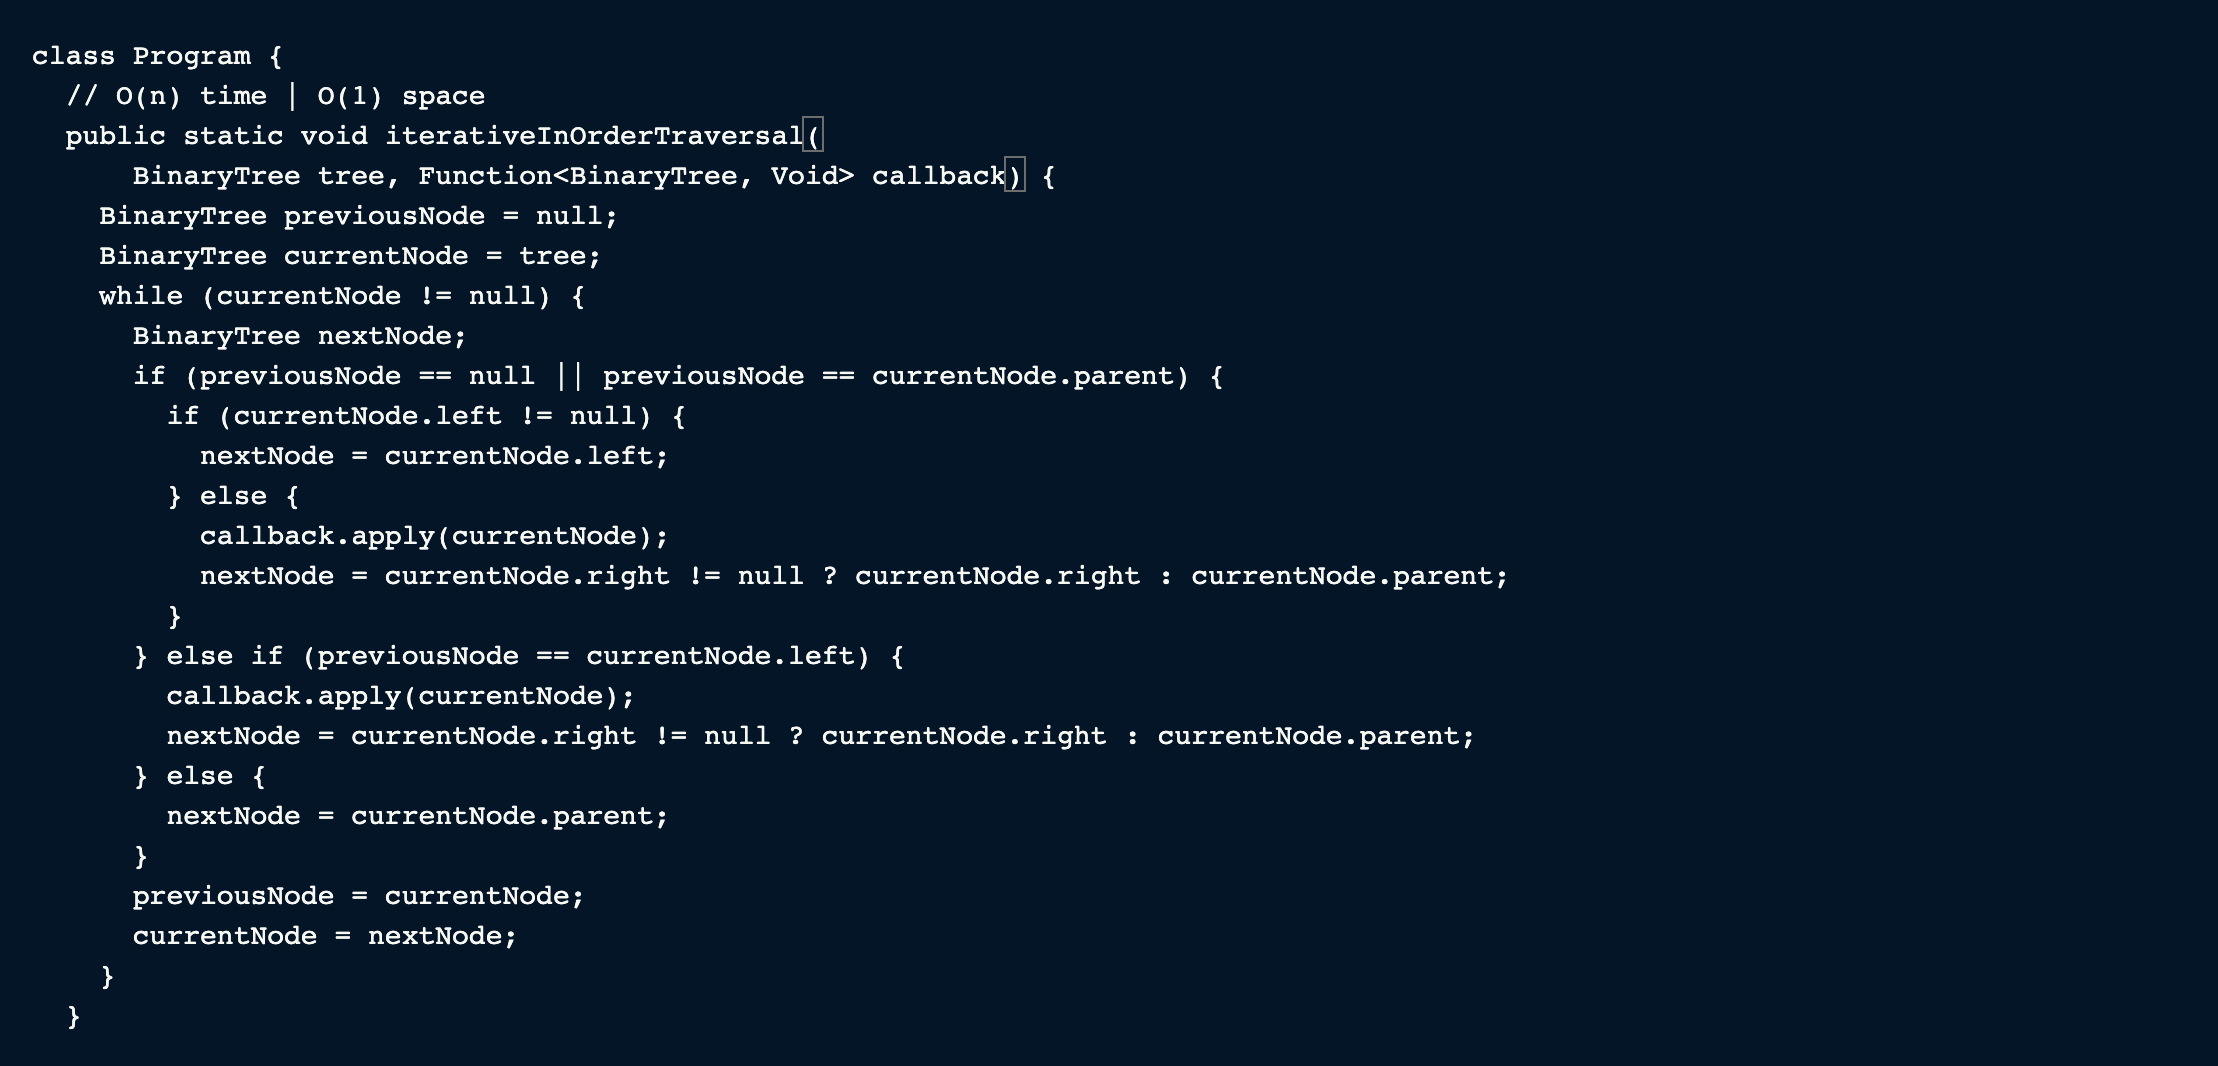 class Program {
  // O(n) time | O(1) space
  public static void iterativeInOrderTraversal(
      BinaryTree tree, Function<BinaryTree, Void> callback) {
    BinaryTree previousNode = null;
    BinaryTree currentNode = tree;
    while (currentNode != null) {
      BinaryTree nextNode;
      if (previousNode == null || previousNode == currentNode.parent) {
        if (currentNode.left != null) {
          nextNode = currentNode.left;
        } else {
          callback.apply(currentNode);
          nextNode = currentNode.right != null ? currentNode.right : currentNode.parent;
        }
      } else if (previousNode == currentNode.left) {
        callback.apply(currentNode);
        nextNode = currentNode.right != null ? currentNode.right : currentNode.parent;
      } else {
        nextNode = currentNode.parent;
      }
      previousNode = currentNode;
      currentNode = nextNode;
    }
  }